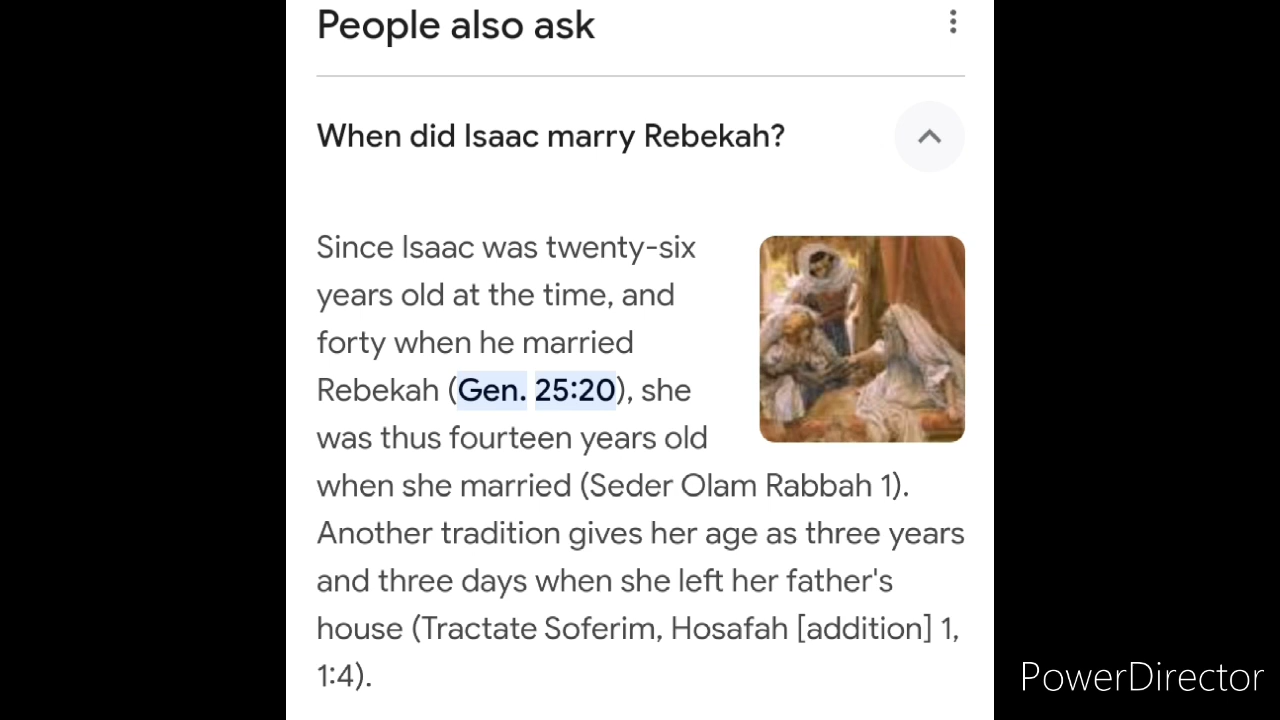 People also ask
When did Isaac marry Rebekah?
Since Isaac was twenty-six
years old at the time, and
forty when he married
Rebekah (Gen. 25:20), she
was thus fourteen years old
when she married (Seder Olam Rabbah 1).
Another tradition gives her age as three years
and three days when she left her father's
house (Tractate Soferim, Hosafah [addition] 1,
1:4).
PowerDirector